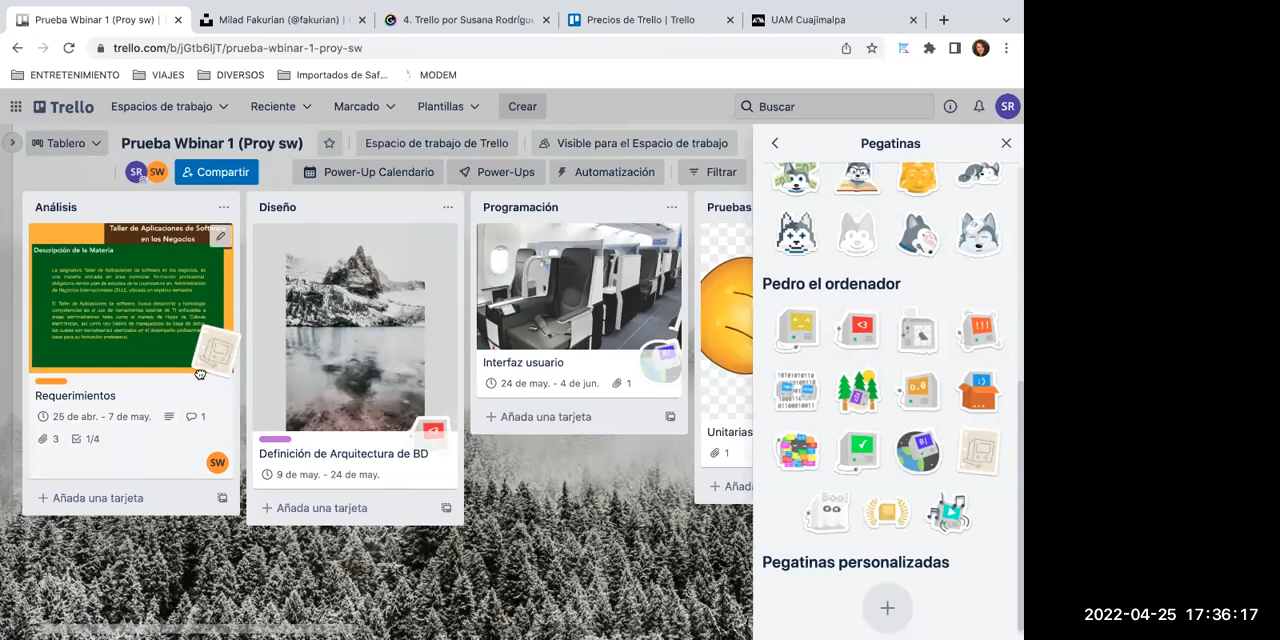 Prueba Wbinar 1 (Proy sw) |
Milad Fakurian (@fakurian) |
4. Trello por Susana Rodrígu
Precios de Trello | Trello
UAM Cuajimalpa
trello.com/b/jGtb6IjT/prueba-wbinar-1-proy-sw
ENTRETENIMIENTO
VIAJES
DIVERSOS
Importados de Saf...
MODEM
Trello
Espacios de trabajo
Reciente
Marcado
Plantillas
Crear
Buscar
SR
Tablero
Prueba Wbinar 1 (Proy sw)
Espacio de trabajo de Trello
Visible para el Espacio de trabajo
SR
SW
Compartir
Power-Up Calendario
Power-Ups
Automatización
Filtrar
Análisis
Taller de Aplicaciones de Software
en los Negocios
Descripción de la Materia
Requerimientos
25 de abr. - 7 de may.
1
3
1/4
SW
+ Añada una tarjeta
Diseño
<3
Definición de Arquitectura de BD
9 de may. - 24 de may.
+ Añada una tarjeta
Programación
Interfaz usuario
24 de may. - 4 de jun.
1
+ Añada una tarjeta
Pruebas
Unitarias
1
+ Añad
Pegatinas
Pedro el ordenador
<3
!!!
Pegatinas personalizadas
2022-04-25 17:36:17